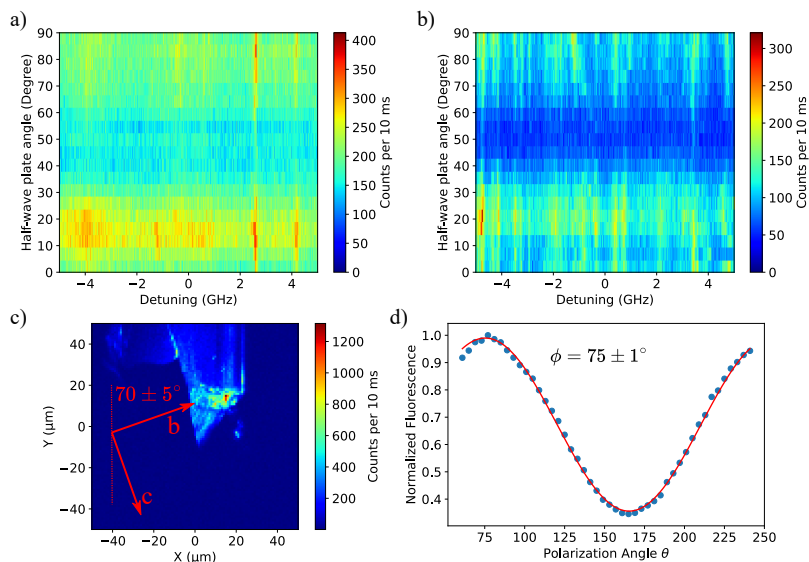 a)
90
80
70
60
50
40
30
20
10
0
Half-wave plate angle (Degree)
−4 −2 0 2 4
Detuning (GHz)
400
350
300
250
200
150
100
50
0
Counts per 10 ms
b)
90
80
70
60
50
40
30
20
10
0
Half-wave plate angle (Degree)
−4 −2 0 2 4
Detuning (GHz)
300
250
200
150
100
50
0
Counts per 10 ms
c)
40
20
0
−20
−40
Y (μm)
70 ± 5°
b
c
−40 −20 0 20 40
X (μm)
1200
1000
800
600
400
200
Counts per 10 ms
d)
1.0
0.9
0.8
0.7
0.6
0.5
0.4
Normalized Fluorescence
ϕ = 75 ± 1°
75 100 125 150 175 200 225 250
Polarization Angle θ